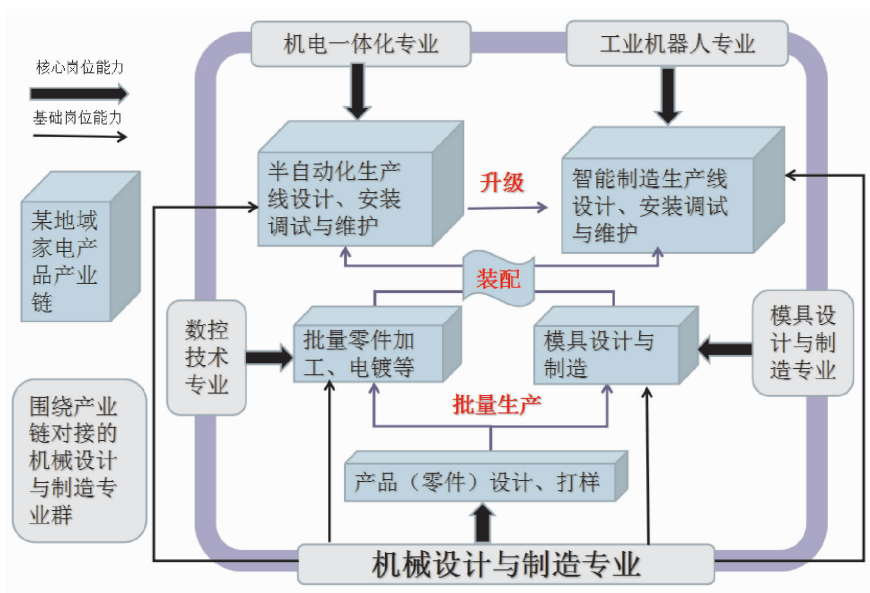 机电一体化专业
工业机器人专业
核心岗位能力
基础岗位能力
半自动化生产
线设计、安装
调试与维护
升级
智能制造生产线
设计、安装调试
与维护
某地域
家电产
品产业
链
装配
数控
技术
专业
批量零件加
工、电镀等
模具设计与
制造
模具设
计与制
造专业
围绕产业
链对接的
机械设计
与制造专
业群
批量生产
产品（零件）设计、打样
机械设计与制造专业